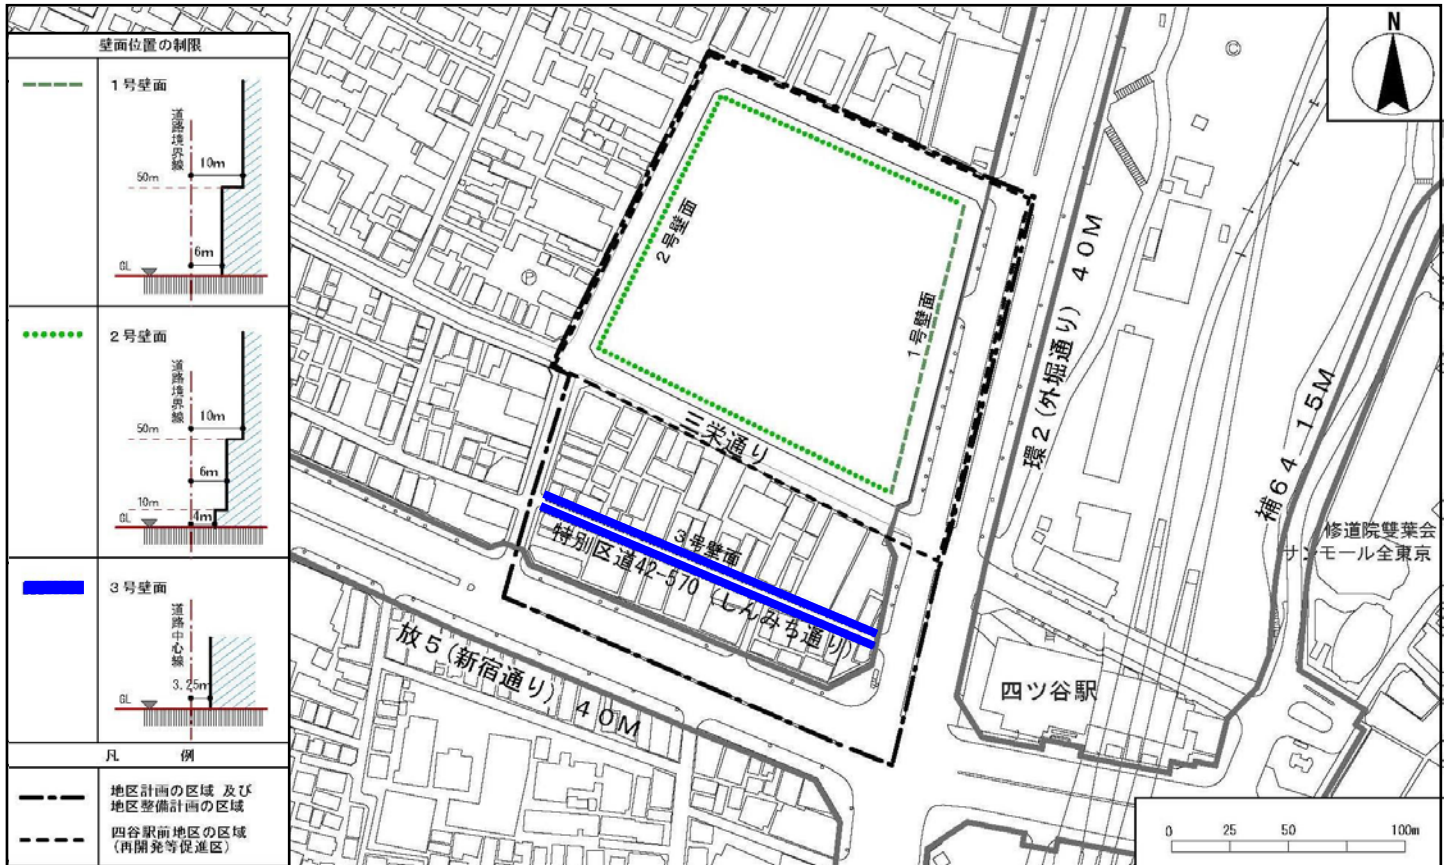 壁面位置の制限
1号壁面
道路境界線
10m
50m
6m
GL
2号壁面
道路境界線
10m
50m
6m
10m
4m
GL
3号壁面
道路中心線
3.25m
GL
凡 例
地区計画の区域 及び
地区整備計画の区域
四谷駅前地区の区域
(再開発等促進区)
N
C
P
2号壁面
1号壁面
三栄通り
3号壁面
特別区道42-570 (しんみち通り)
環2(外堀通り) 40M
補64 15M
修道院雙葉会
サンモール全東京
放5(新宿通り) 40M
四ツ谷駅
0 25 50 100m